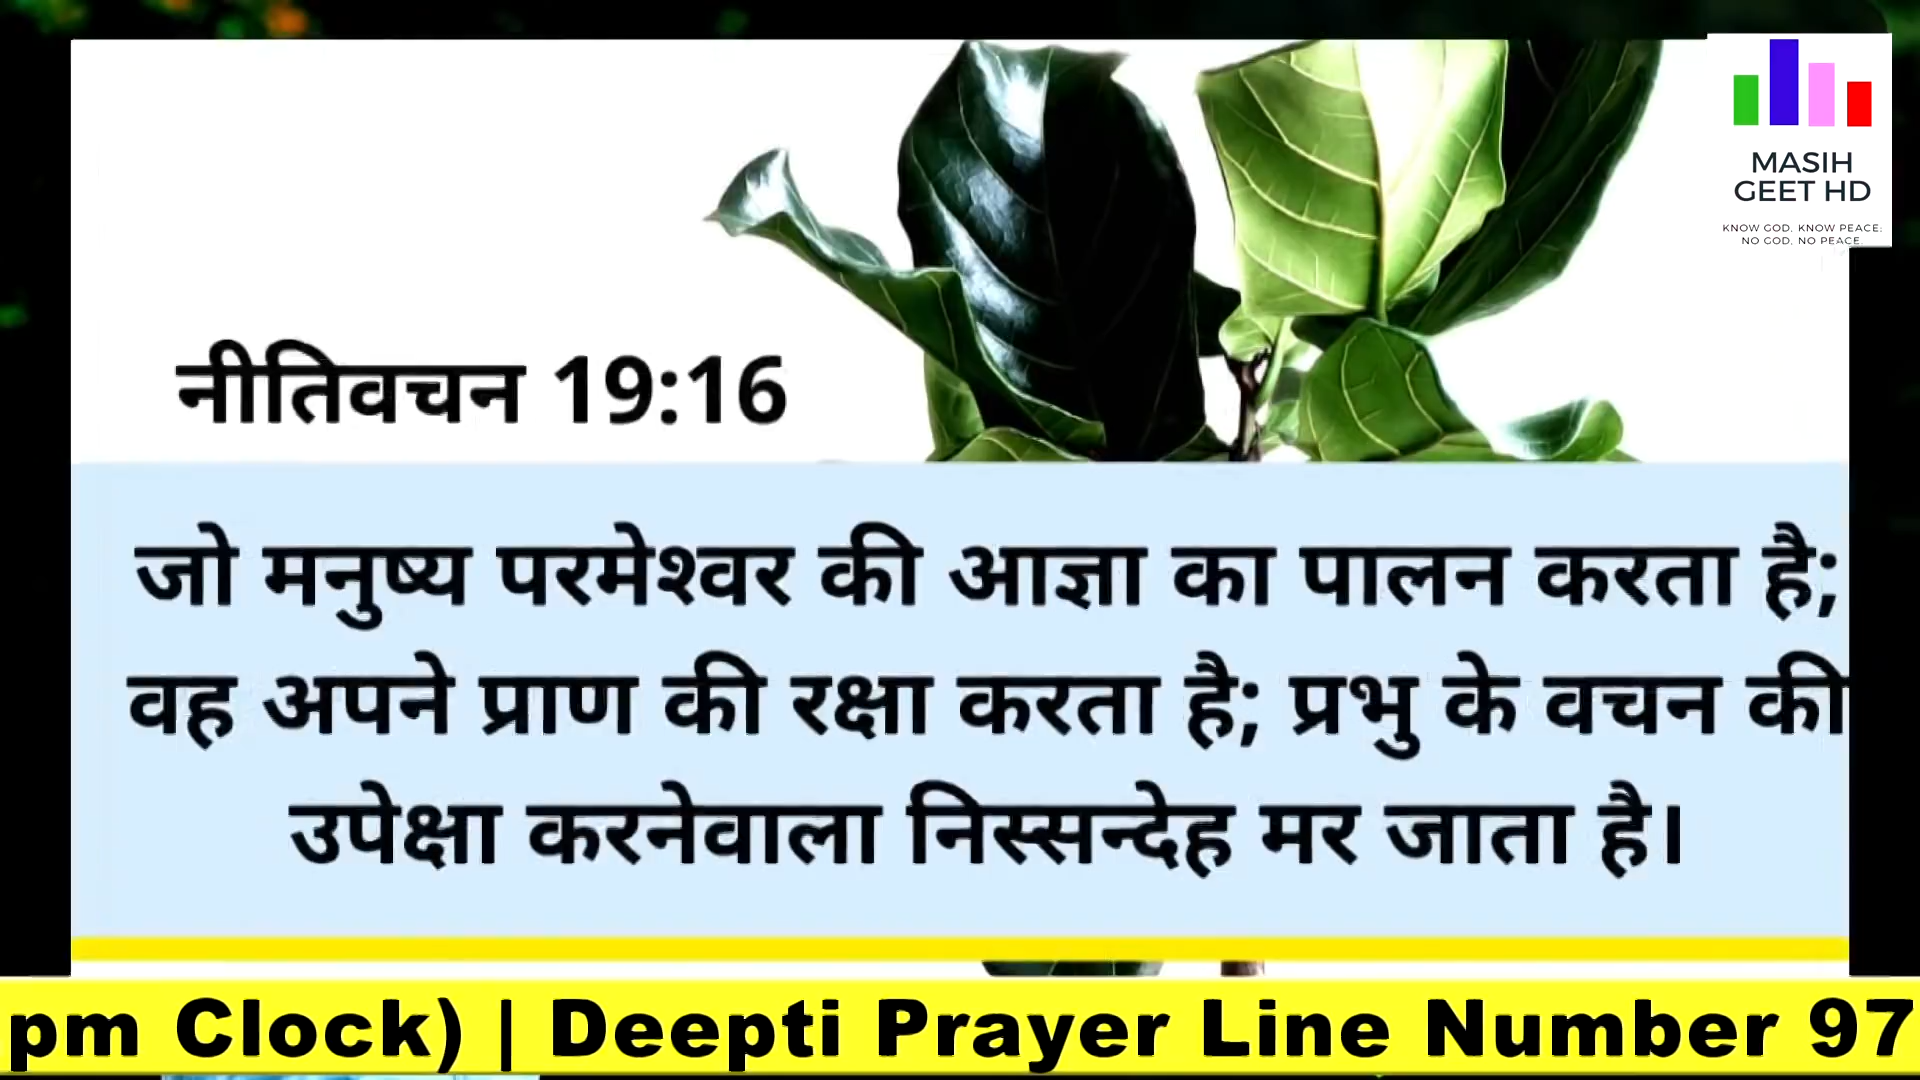 MASIH
GEET HD
KNOW GOD, KNOW PEACE;
NO GOD, NO PEACE.
नीतिवचन 19:16
जो मनुष्य परमेश्वर की आज्ञा का पालन करता है;
वह अपने प्राण की रक्षा करता है; प्रभु के वचन की
उपेक्षा करनेवाला निस्सन्देह मर जाता है।
pm Clock) | Deepti Prayer Line Number 97